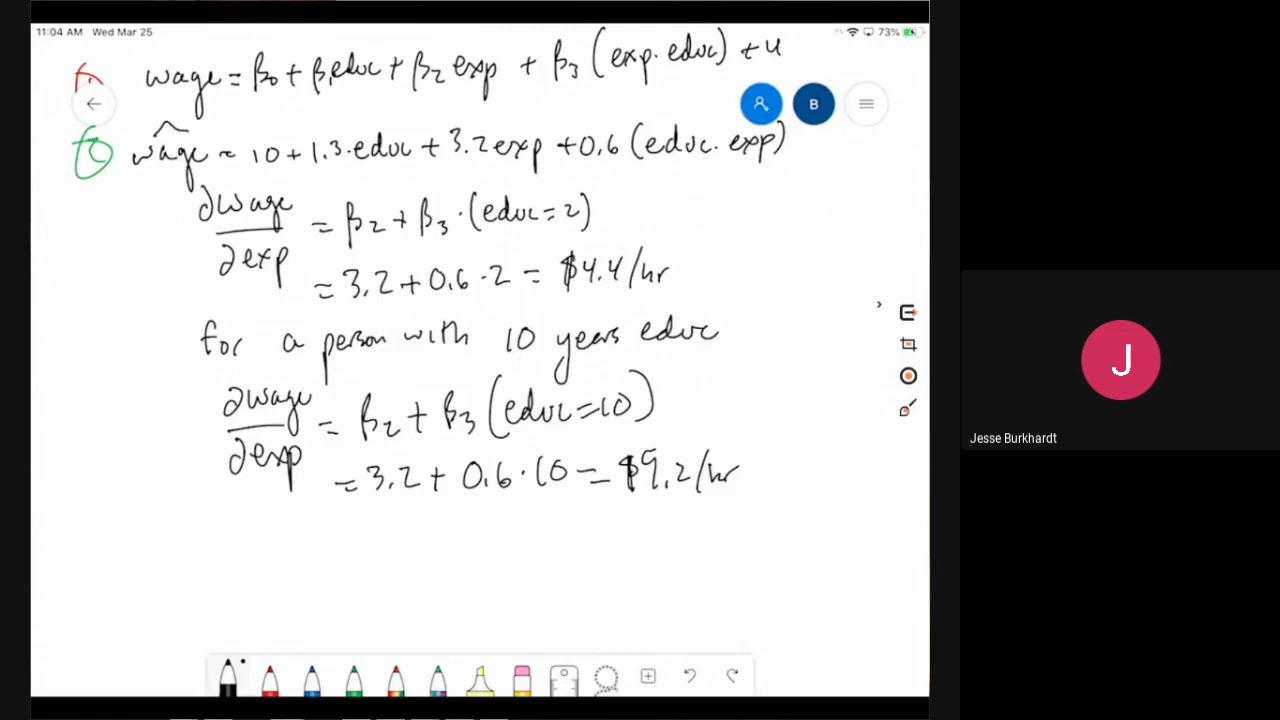 11:04 AM Wed Mar 25 73%
wage = β0 + β1educ + β2 exp + β3 (exp·educ) + u
B
wage^ = 10 + 1.3·educ + 3.2 exp + 0.6 (educ·exp)
∂wage/∂exp = β2 + β3 · (educ=2)
= 3.2 + 0.6 · 2 = $4.4/hr
for a person with 10 years educ
∂wage/∂exp = β2 + β3 (educ=10)
= 3.2 + 0.6 · 10 = $9.2/hr
J
Jesse Burkhardt